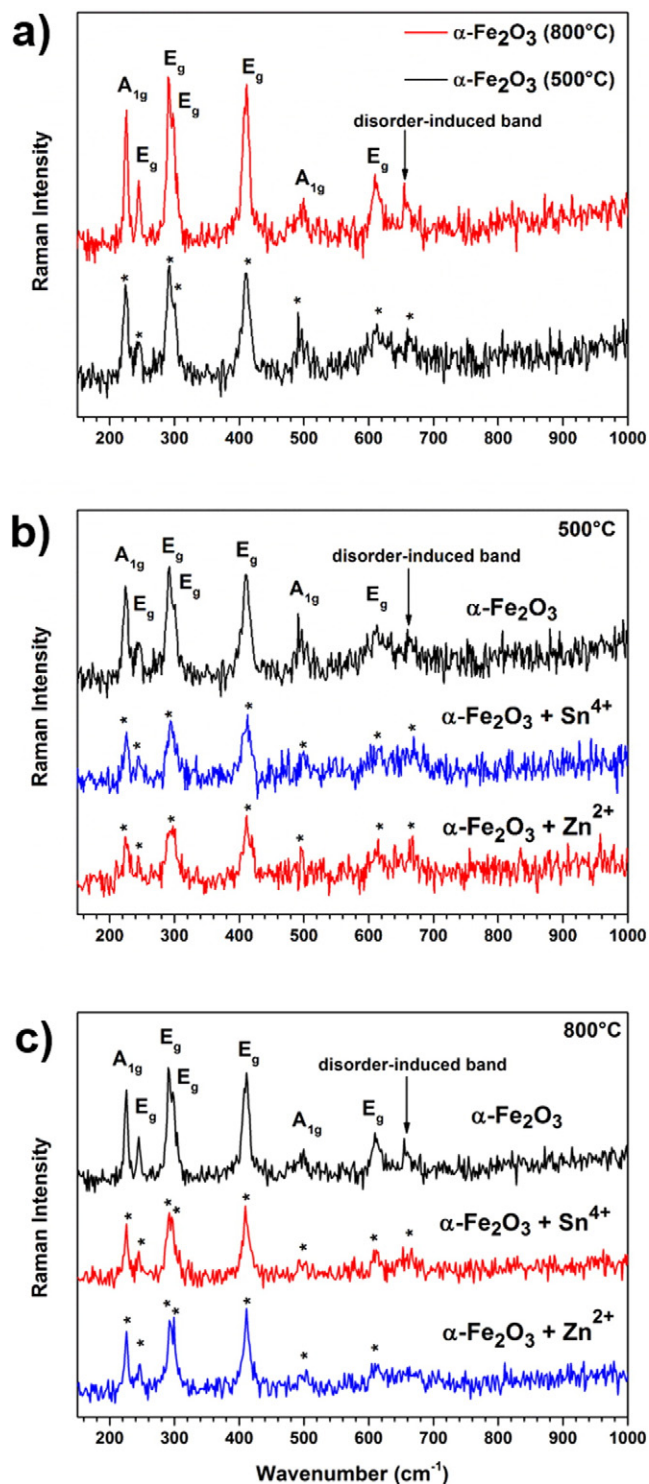 a)
α-Fe2O3 (800°C)
α-Fe2O3 (500°C)
A1g
Eg
Eg
Eg
Eg
A1g
Eg
disorder-induced band
* * * * * * * *
Raman Intensity
200 300 400 500 600 700 800 900 1000
b)
500°C
A1g
Eg
Eg
Eg
Eg
A1g
Eg
disorder-induced band
α-Fe2O3
* * * * * * *
α-Fe2O3 + Sn4+
* * * * * * *
α-Fe2O3 + Zn2+
Raman Intensity
200 300 400 500 600 700 800 900 1000
c)
800°C
A1g
Eg
Eg
Eg
Eg
A1g
Eg
disorder-induced band
α-Fe2O3
* * * * * * * *
α-Fe2O3 + Sn4+
* * * * * * *
α-Fe2O3 + Zn2+
Raman Intensity
200 300 400 500 600 700 800 900 1000
Wavenumber (cm-1)